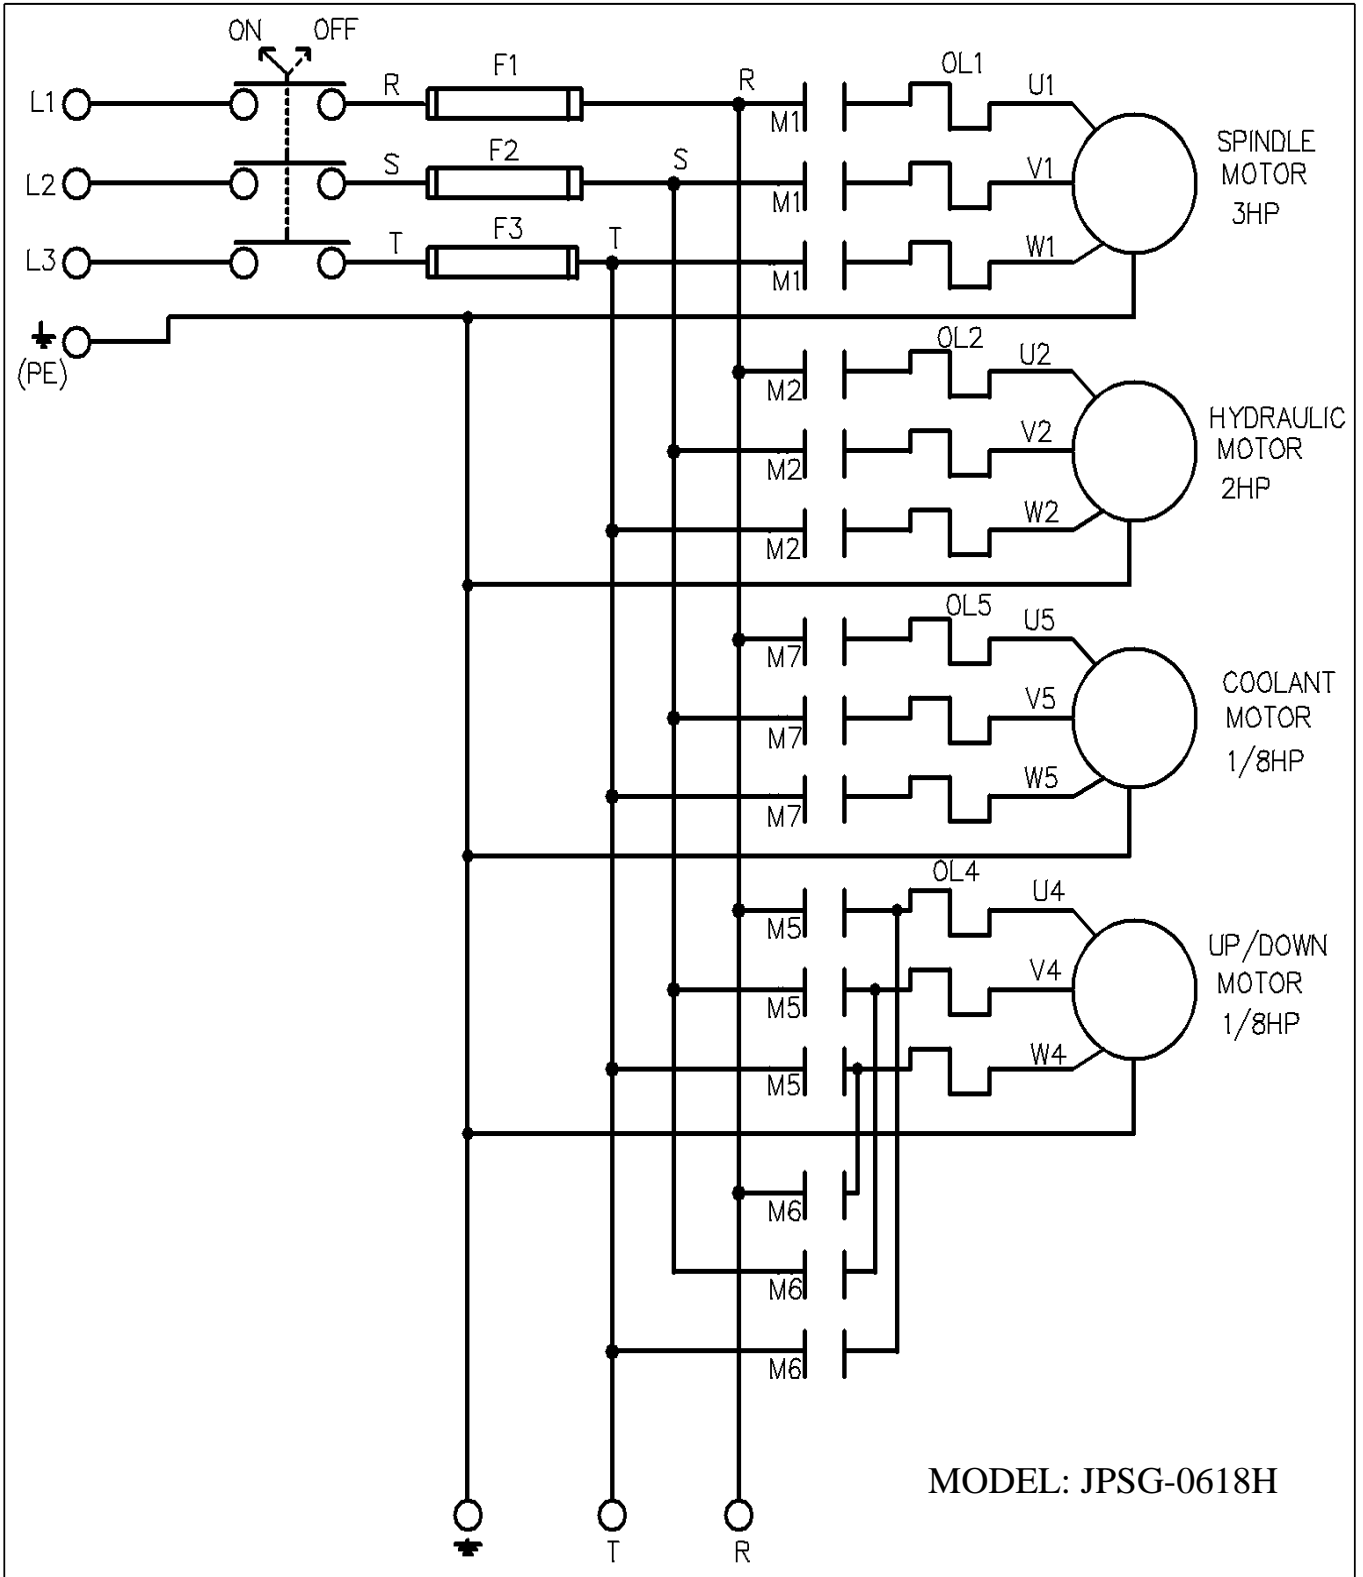 ON OFF
L1 R F1 R M1 OL1 U1
L2 S F2 S M1 V1
L3 T F3 T M1 W1
SPINDLE
MOTOR
3HP
(PE)
M2 OL2 U2
M2 V2
M2 W2
HYDRAULIC
MOTOR
2HP
M7 OL5 U5
M7 V5
M7 W5
COOLANT
MOTOR
1/8HP
M5 OL4 U4
M5 V4
M5 W4
UP/DOWN
MOTOR
1/8HP
M6
M6
M6
MODEL: JPSG-0618H
T R